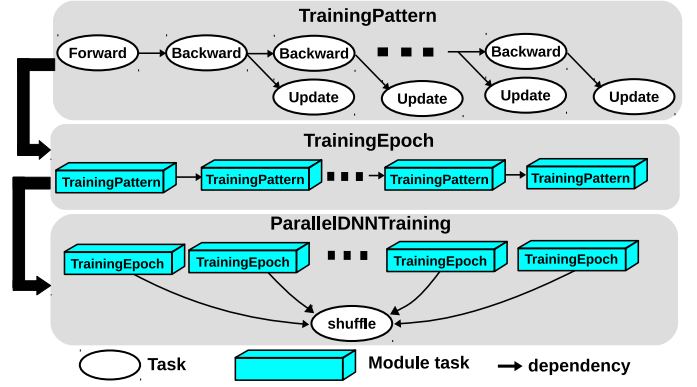 TrainingPattern
Forward Backward Backward Backward
Update Update Update Update
TrainingEpoch
TrainingPattern TrainingPattern TrainingPattern TrainingPattern
ParallelDNNTraining
TrainingEpoch TrainingEpoch TrainingEpoch TrainingEpoch
shuffle
Task Module task dependency